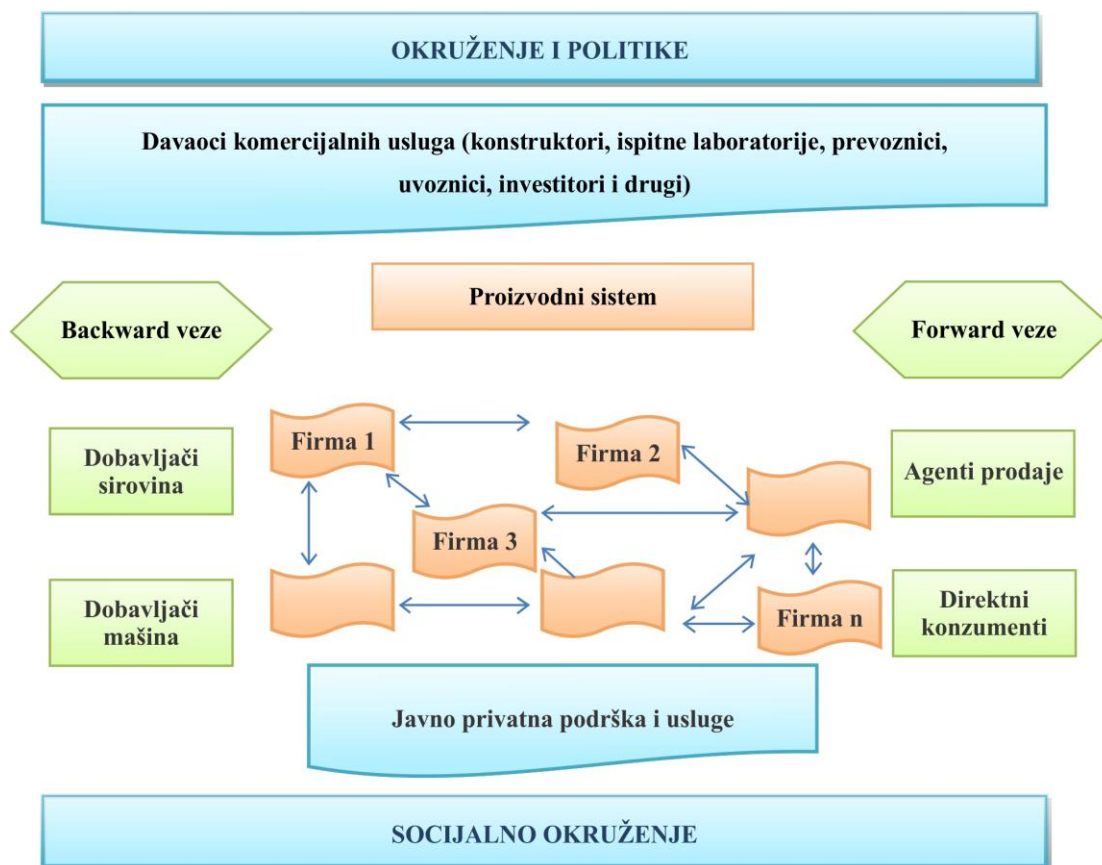 OKRUŽENJE I POLITIKE
Davaoci komercijalnih usluga (konstruktori, ispitne laboratorije, prevoznici,
uvoznici, investitori i drugi)
Proizvodni sistem
Backward veze
Forward veze
Firma 1
Firma 2
Dobavljači
sirovina
Agenti prodaje
Firma 3
Dobavljači
mašina
Firma n
Direktni
konzumenti
Javno privatna podrška i usluge
SOCIJALNO OKRUŽENJE